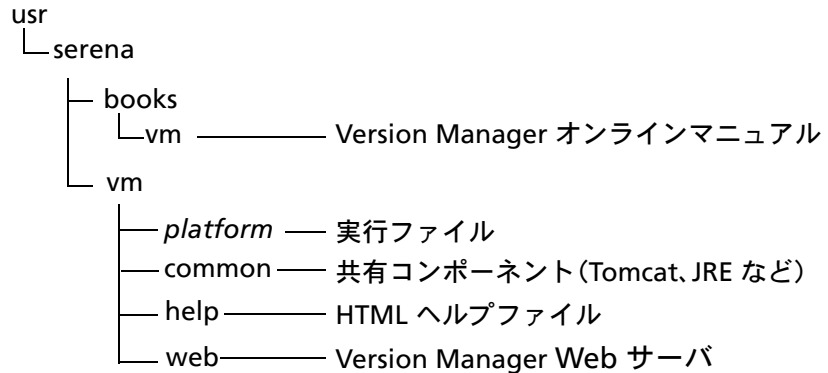 usr
serena
books
vm Version Manager オンラインマニュアル
vm
platform 実行ファイル
common 共有コンポーネント（Tomcat、JRE など）
help HTML ヘルプファイル
web Version Manager Web サーバ